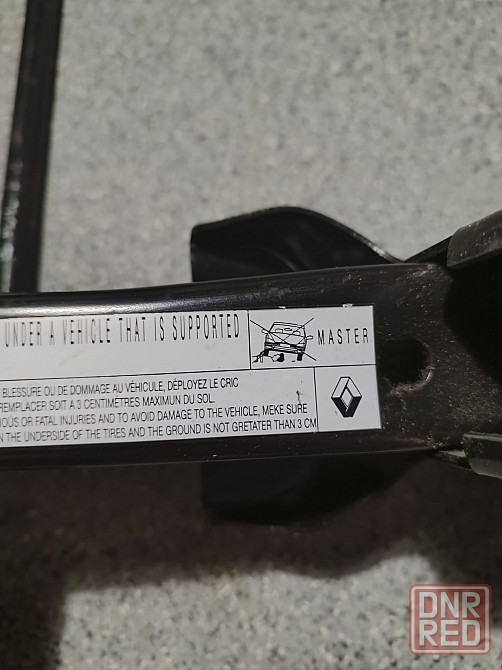 UNDER A VEHICLE THAT IS SUPPORTED
MASTER
BLESSURE OU DE DOMMAGE AU VÉHICULE, DÉPLOYEZ LE CRIC
REMPLACER SOIT A 3 CENTIMÈTRES MAXIMUN DU SOL.
IOÙS OR FATAL INJURIES AND TO AVOID DAMAGE TO THE VEHICLE, MEKE SURE
N THE UNDERSIDE OF THE TIRES AND THE GROUND IS NOT GRETATER THAN 3 CM
DNR
RED